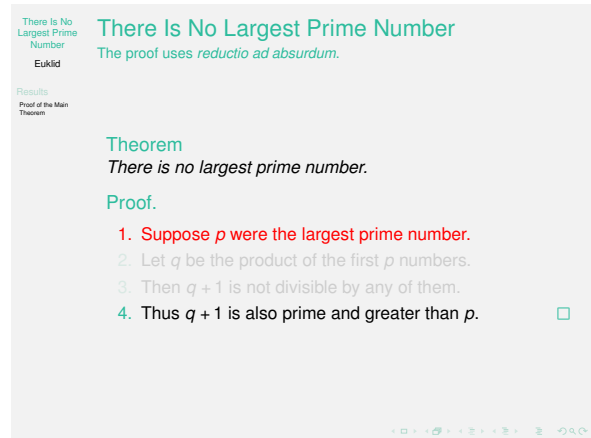 There Is No
Largest Prime
Number
Euklid
Results
Proof of the Main
Theorem
There Is No Largest Prime Number
The proof uses reductio ad absurdum.
Theorem
There is no largest prime number.
Proof.
1. Suppose p were the largest prime number.
2. Let q be the product of the first p numbers.
3. Then q + 1 is not divisible by any of them.
4. Thus q + 1 is also prime and greater than p.